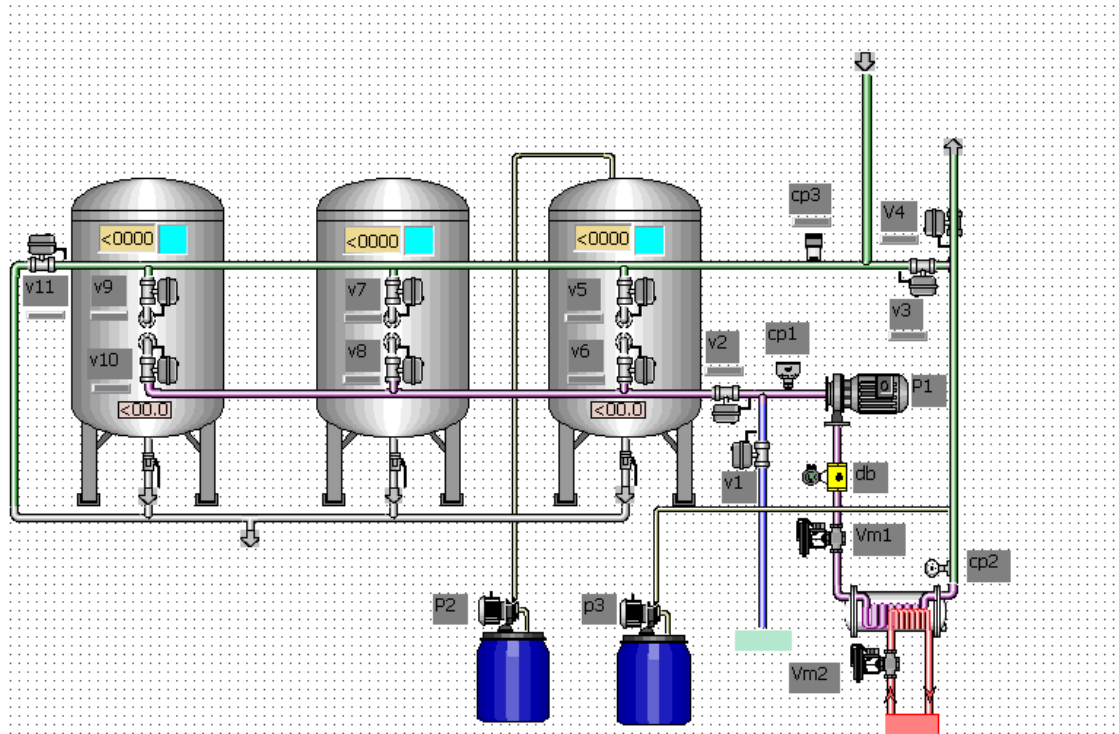 cp3
V4
<0000
<0000
<0000
v11
v9
v7
v5
v3
v10
v8
v6
v2
cp1
0
P1
<00.0
<00.0
v1
db
Vm1
cp2
P2
p3
Vm2